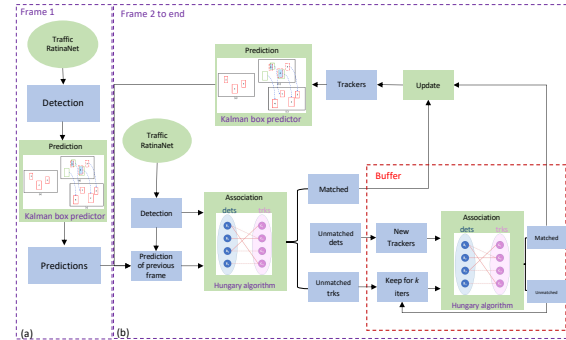 Frame 1
Traffic
RatinaNet
Detection
Prediction
Kalman box predictor
Predictions
(a)
Frame 2 to end
Prediction
Kalman box predictor
Trackers
Update
Traffic
RatinaNet
Detection
Prediction
of previous
frame
Association
dets
trks
Hungary algorithm
Matched
Unmatched
dets
Unmatched
trks
Buffer
New
Trackers
Keep for k
iters
Association
dets
trks
Hungary algorithm
Matched
Unmatched
(b)